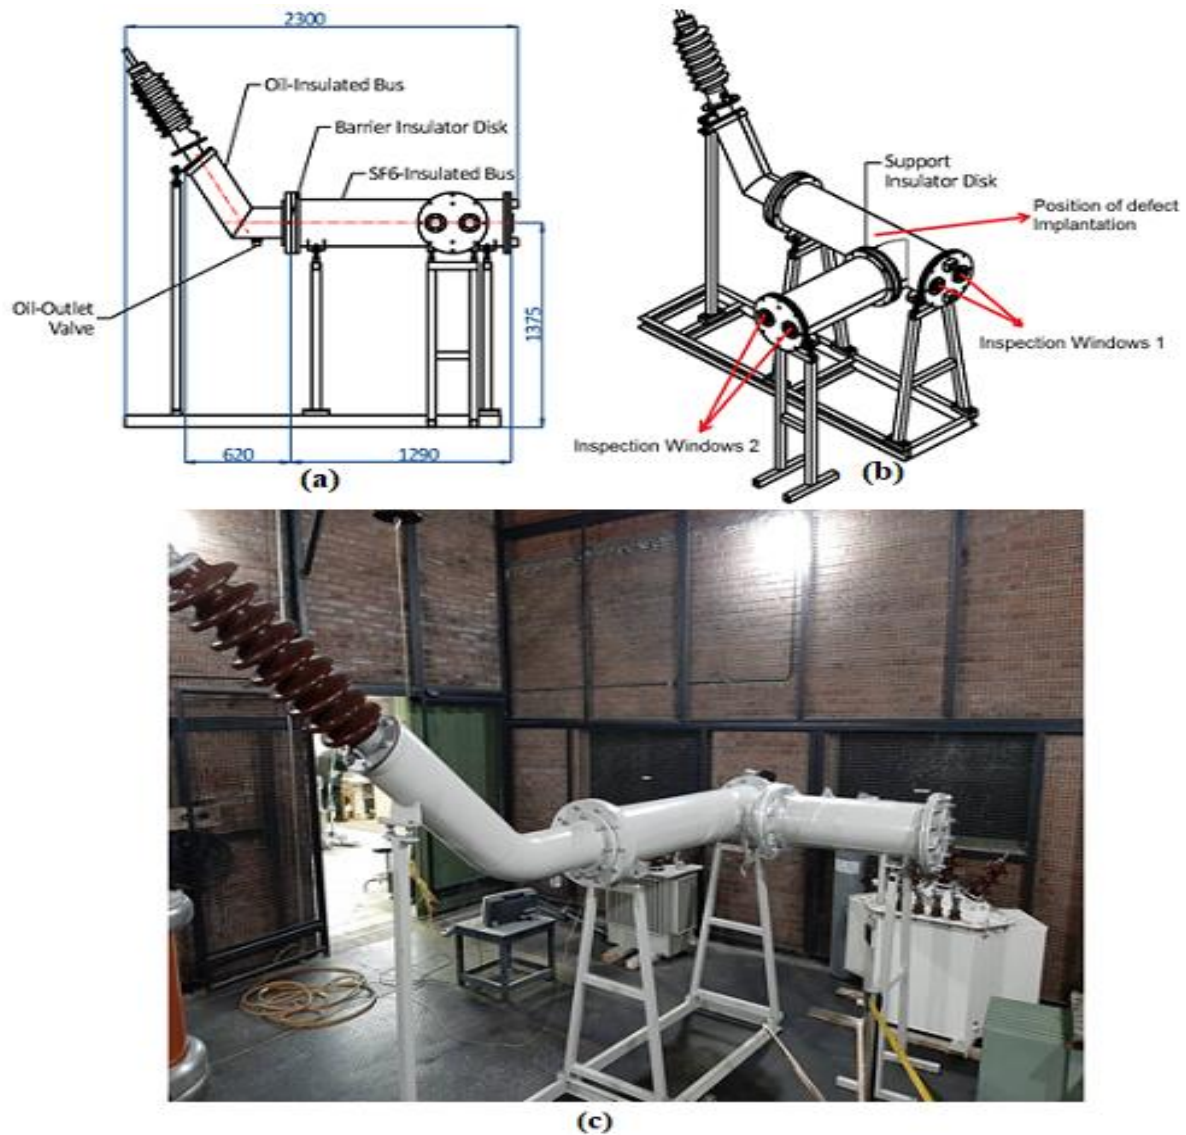 2300
Oil-Insulated Bus
Barrier Insulator Disk
SF6-Insulated Bus
Oil-Outlet
Valve
1375
620
1290
(a)
Support
Insulator Disk
Position of defect
Implantation
Inspection Windows 1
Inspection Windows 2
(b)
(c)